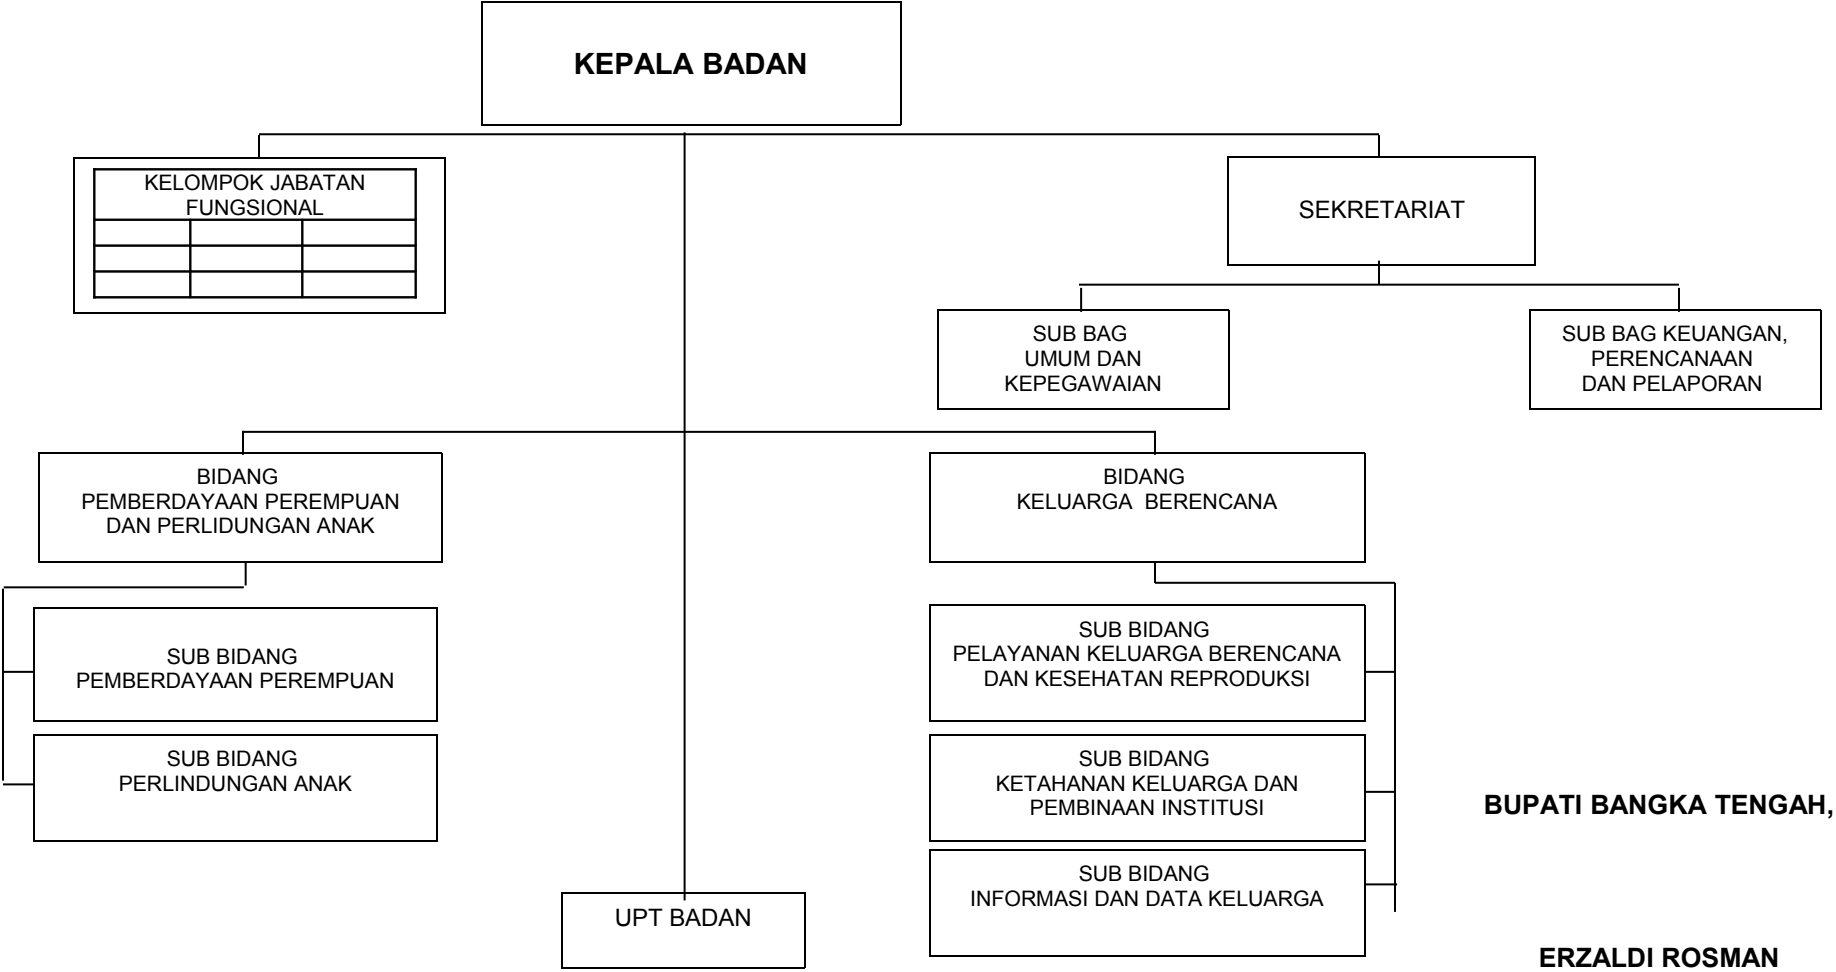 KEPALA BADAN
KELOMPOK JABATAN
FUNGSIONAL
SEKRETARIAT
SUB BAG
UMUM DAN
KEPEGAWAIAN
SUB BAG KEUANGAN,
PERENCANAAN
DAN PELAPORAN
BIDANG
PEMBERDAYAAN PEREMPUAN
DAN PERLIDUNGAN ANAK
BIDANG
KELUARGA BERENCANA
SUB BIDANG
PEMBERDAYAAN PEREMPUAN
SUB BIDANG
PERLINDUNGAN ANAK
SUB BIDANG
PELAYANAN KELUARGA BERENCANA
DAN KESEHATAN REPRODUKSI
SUB BIDANG
KETAHANAN KELUARGA DAN
PEMBINAAN INSTITUSI
SUB BIDANG
INFORMASI DAN DATA KELUARGA
UPT BADAN
BUPATI BANGKA TENGAH,
ERZALDI ROSMAN